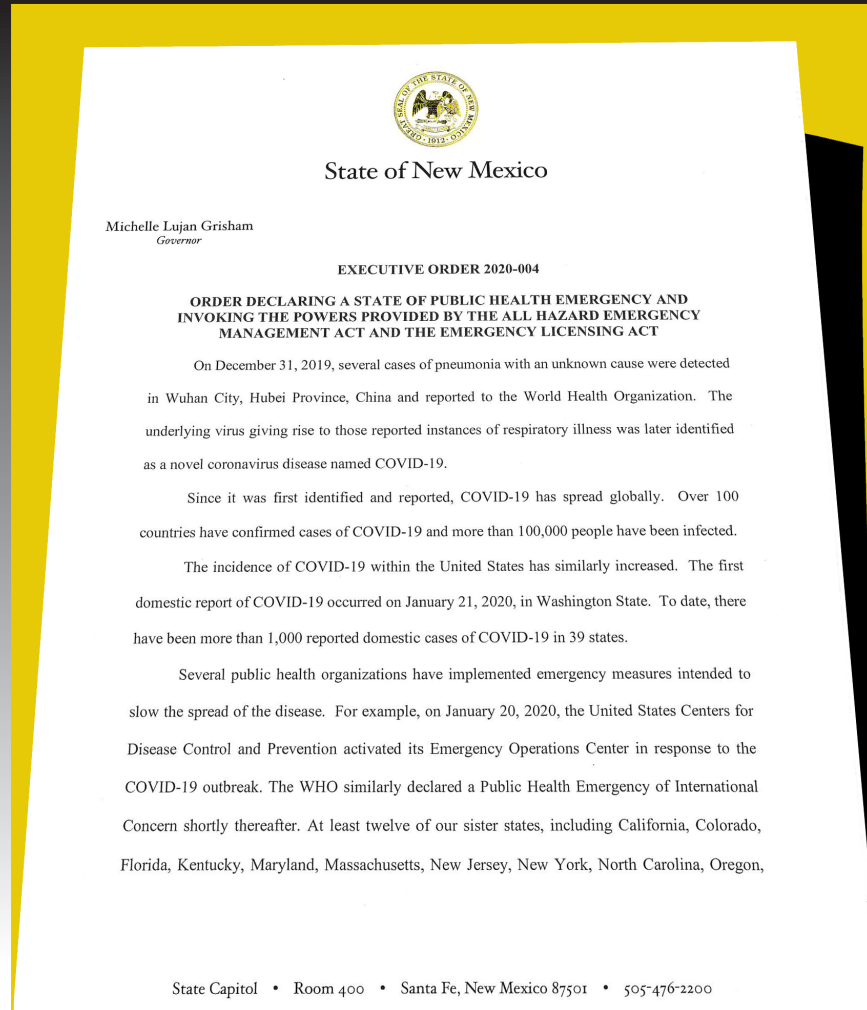 GREAT SEAL OF THE STATE OF NEW MEXICO
· 1912 ·
State of New Mexico
Michelle Lujan Grisham
Governor
EXECUTIVE ORDER 2020-004
ORDER DECLARING A STATE OF PUBLIC HEALTH EMERGENCY AND
INVOKING THE POWERS PROVIDED BY THE ALL HAZARD EMERGENCY
MANAGEMENT ACT AND THE EMERGENCY LICENSING ACT
On December 31, 2019, several cases of pneumonia with an unknown cause were detected
in Wuhan City, Hubei Province, China and reported to the World Health Organization. The
underlying virus giving rise to those reported instances of respiratory illness was later identified
as a novel coronavirus disease named COVID-19.
Since it was first identified and reported, COVID-19 has spread globally. Over 100
countries have confirmed cases of COVID-19 and more than 100,000 people have been infected.
The incidence of COVID-19 within the United States has similarly increased. The first
domestic report of COVID-19 occurred on January 21, 2020, in Washington State. To date, there
have been more than 1,000 reported domestic cases of COVID-19 in 39 states.
Several public health organizations have implemented emergency measures intended to
slow the spread of the disease. For example, on January 20, 2020, the United States Centers for
Disease Control and Prevention activated its Emergency Operations Center in response to the
COVID-19 outbreak. The WHO similarly declared a Public Health Emergency of International
Concern shortly thereafter. At least twelve of our sister states, including California, Colorado,
Florida, Kentucky, Maryland, Massachusetts, New Jersey, New York, North Carolina, Oregon,
State Capitol • Room 400 • Santa Fe, New Mexico 87501 • 505-476-2200